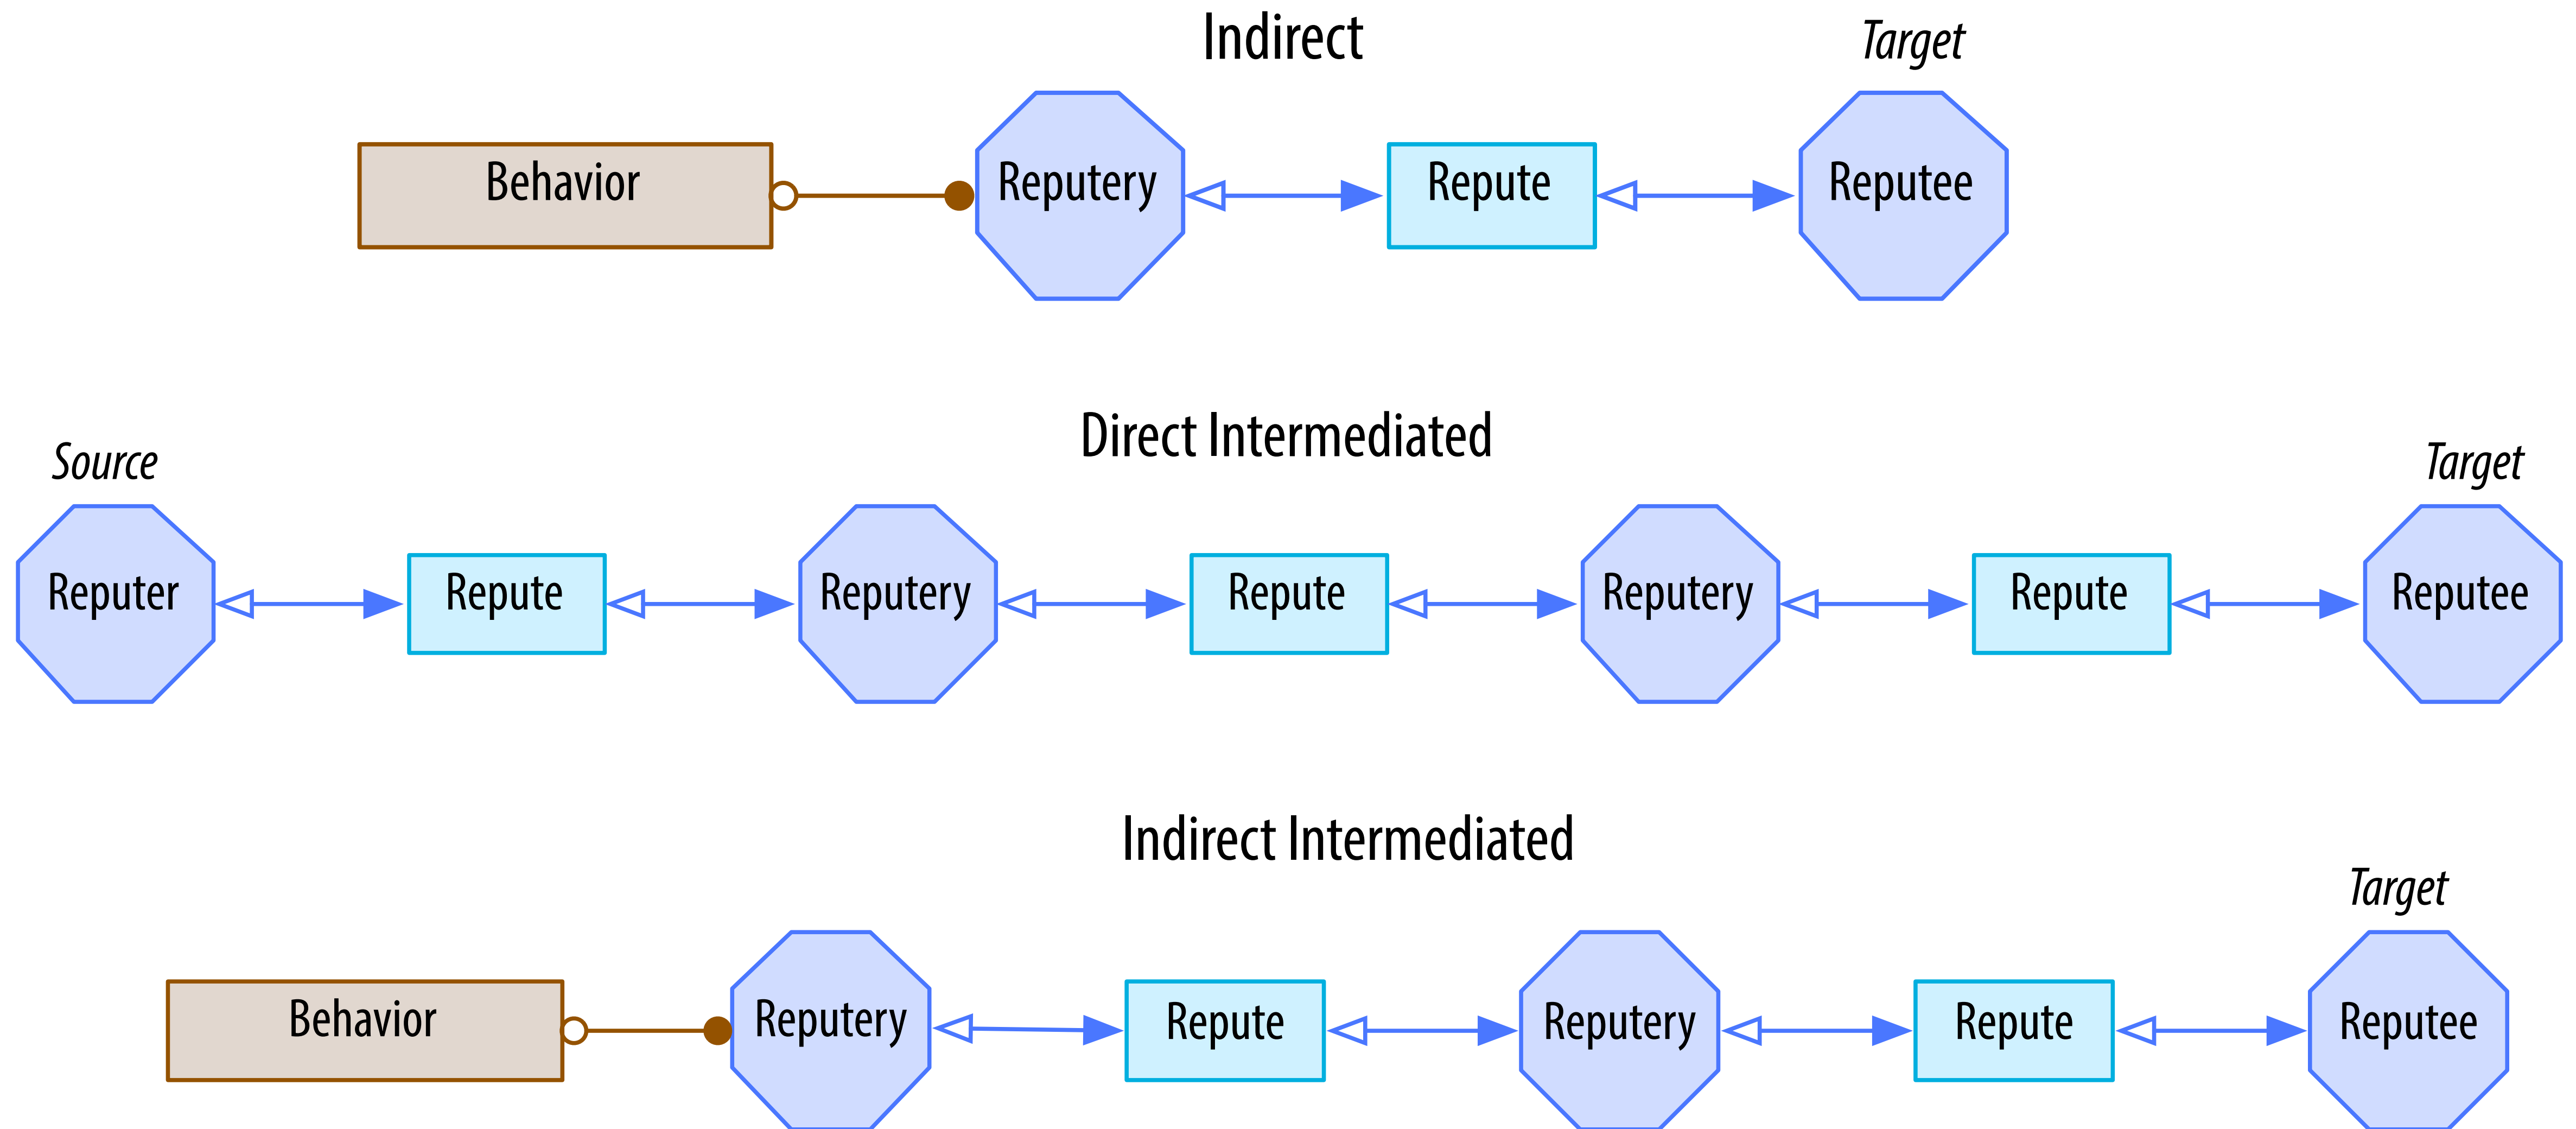 Indirect
Target
Behavior
Reputery
Repute
Reputee
Direct Intermediated
Source
Target
Reputer
Repute
Reputery
Repute
Reputery
Repute
Reputee
Indirect Intermediated
Target
Behavior
Reputery
Repute
Reputery
Repute
Reputee